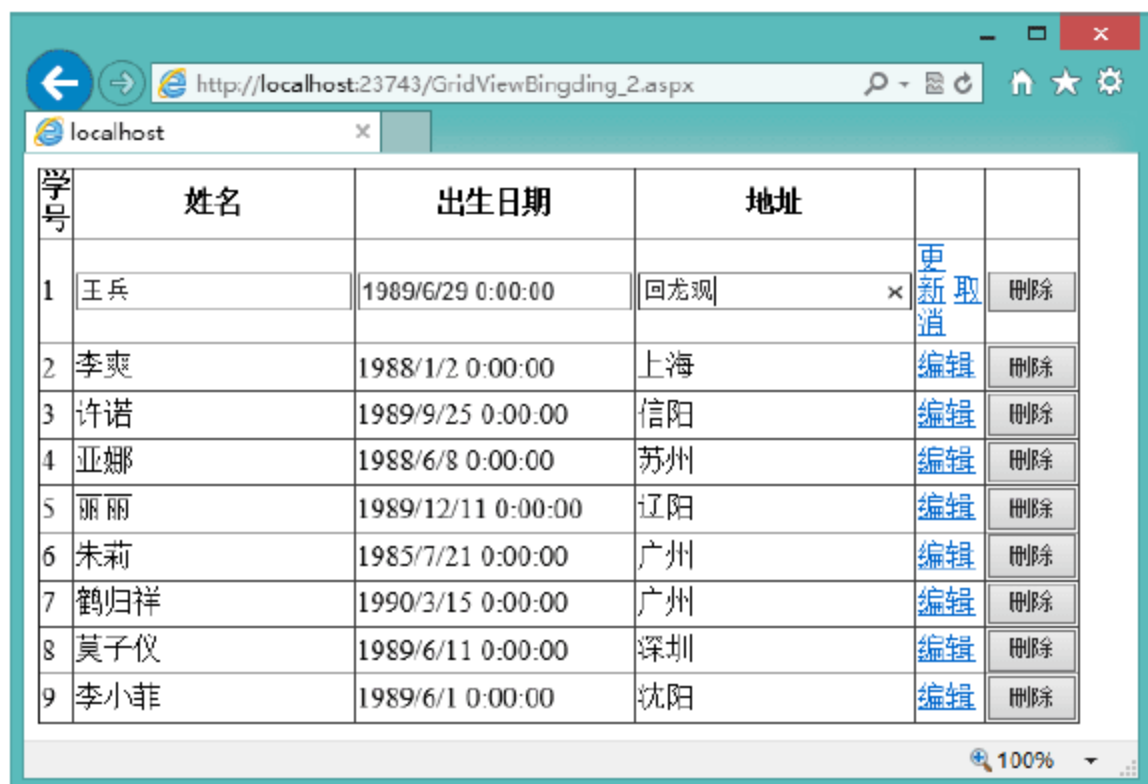 http://localhost:23743/GridViewBingding_2.aspx
localhost
学号 姓名 出生日期 地址
1 王兵 1989/6/29 0:00:00 回龙观 更新 取消 删除
2 李爽 1988/1/2 0:00:00 上海 编辑 删除
3 许诺 1989/9/25 0:00:00 信阳 编辑 删除
4 亚娜 1988/6/8 0:00:00 苏州 编辑 删除
5 丽丽 1989/12/11 0:00:00 辽阳 编辑 删除
6 朱莉 1985/7/21 0:00:00 广州 编辑 删除
7 鹤归祥 1990/3/15 0:00:00 广州 编辑 删除
8 莫子仪 1989/6/11 0:00:00 深圳 编辑 删除
9 李小菲 1989/6/1 0:00:00 沈阳 编辑 删除
100%